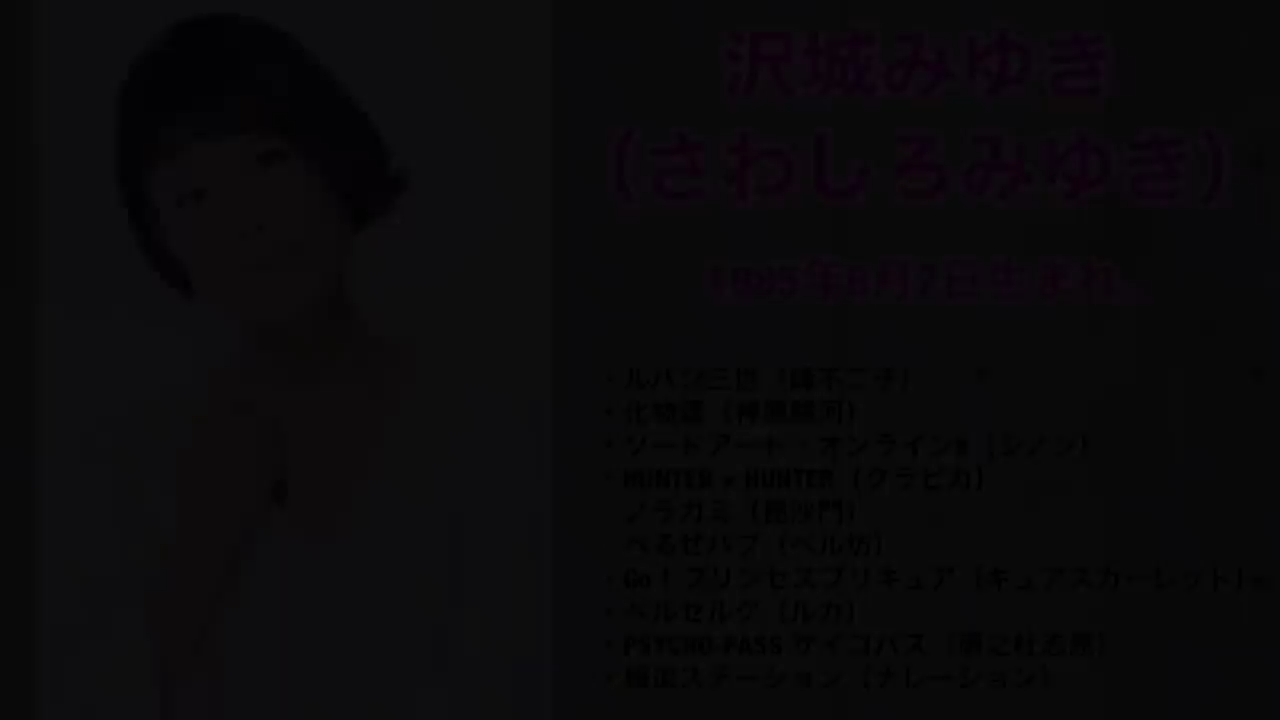 沢城みゆき
(さわしろみゆき)
1985年6月2日生まれ
・ルパン三世（峰不二子）
・化物語（神原駿河）
・ソードアート・オンラインⅡ（シノン）
・HUNTER×HUNTER（クラピカ）
ノラガミ（毘沙門）
べるぜバブ（ベル坊）
・Go！プリンセスプリキュア（キュアスカーレット）
・ベルセルク（ルカ）
・PSYCHO-PASS サイコパス（唐之杜志恩）
・報道ステーション（ナレーション）